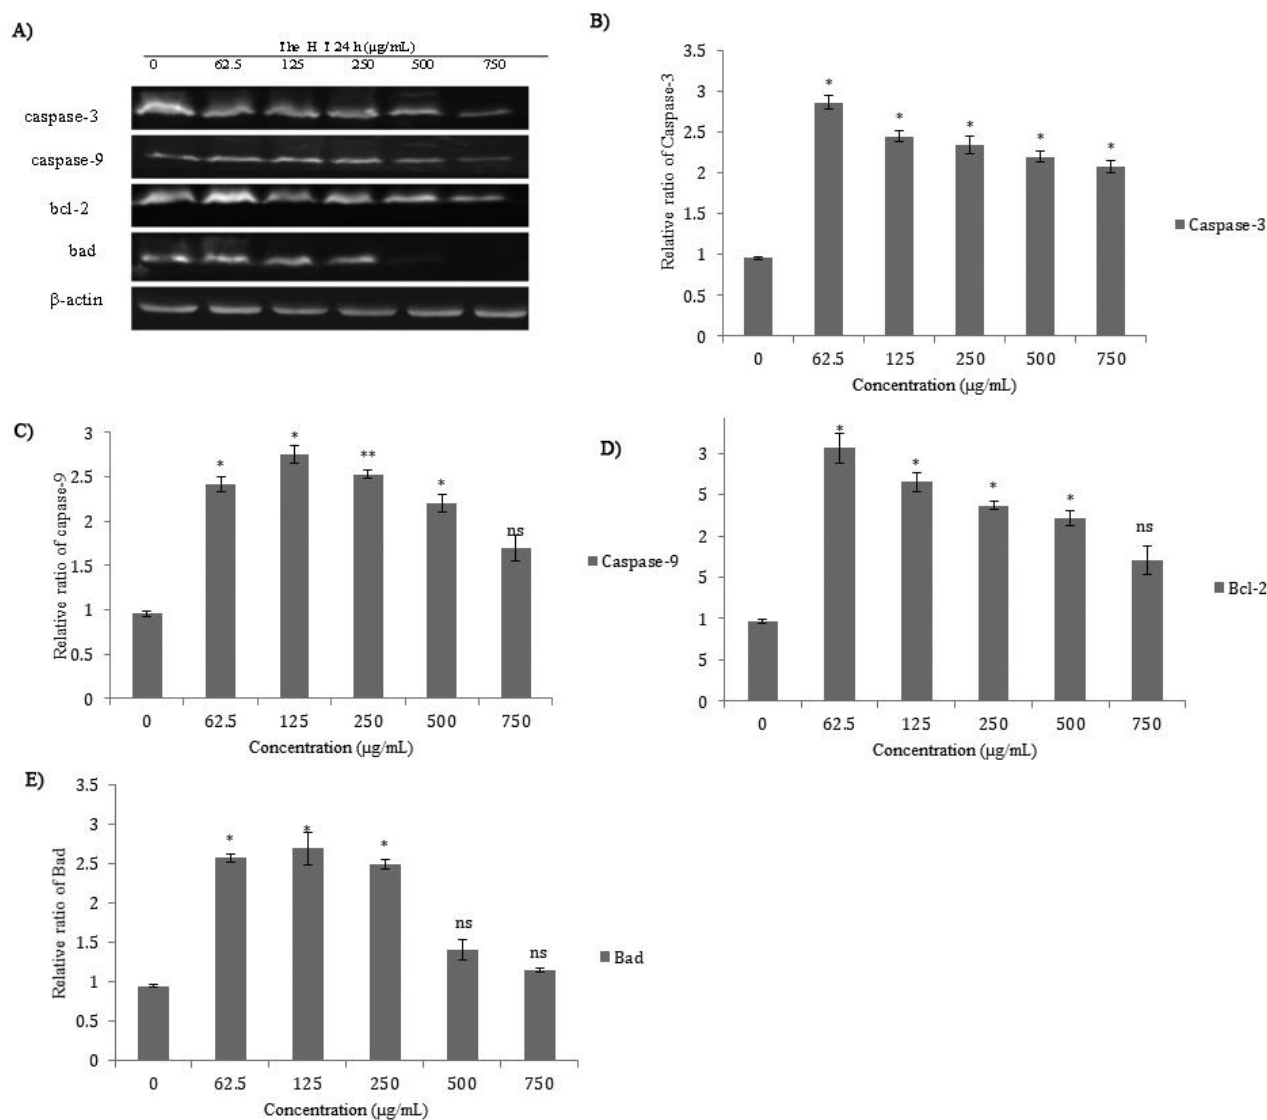 A)
The H I 24 h (μg/mL)
0 62.5 125 250 500 750
caspase-3
caspase-9
bcl-2
bad
β-actin
B)
Relative ratio of Caspase-3
3.5
3
2.5
2
1.5
1
0.5
0
* * * * *
0 62.5 125 250 500 750
Concentration (μg/mL)
Caspase-3
C)
Relative ratio of capase-9
3
2.5
2
1.5
1
0.5
0
* * ** * ns
0 62.5 125 250 500 750
Concentration (μg/mL)
Caspase-9
D)
3
5
2
5
1
5
0
* * * * ns
0 62.5 125 250 500 750
Concentration (μg/mL)
Bcl-2
E)
Relative ratio of Bad
3.5
3
2.5
2
1.5
1
0.5
0
* * * ns ns
0 62.5 125 250 500 750
Concentration (μg/mL)
Bad